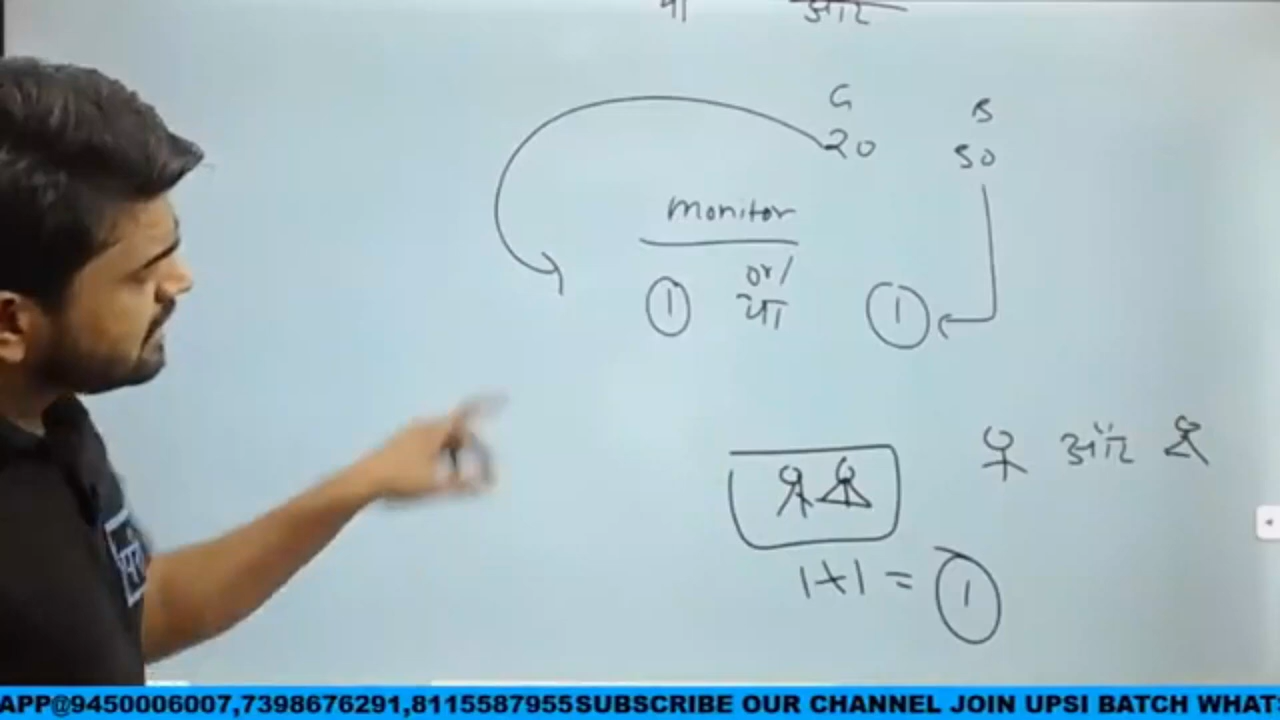 या और
G B
20 50
monitor
or/
1 या 1
और
1+1 = 1
APP@9450006007,7398676291,8115587955SUBSCRIBE OUR CHANNEL JOIN UPSI BATCH WHAT